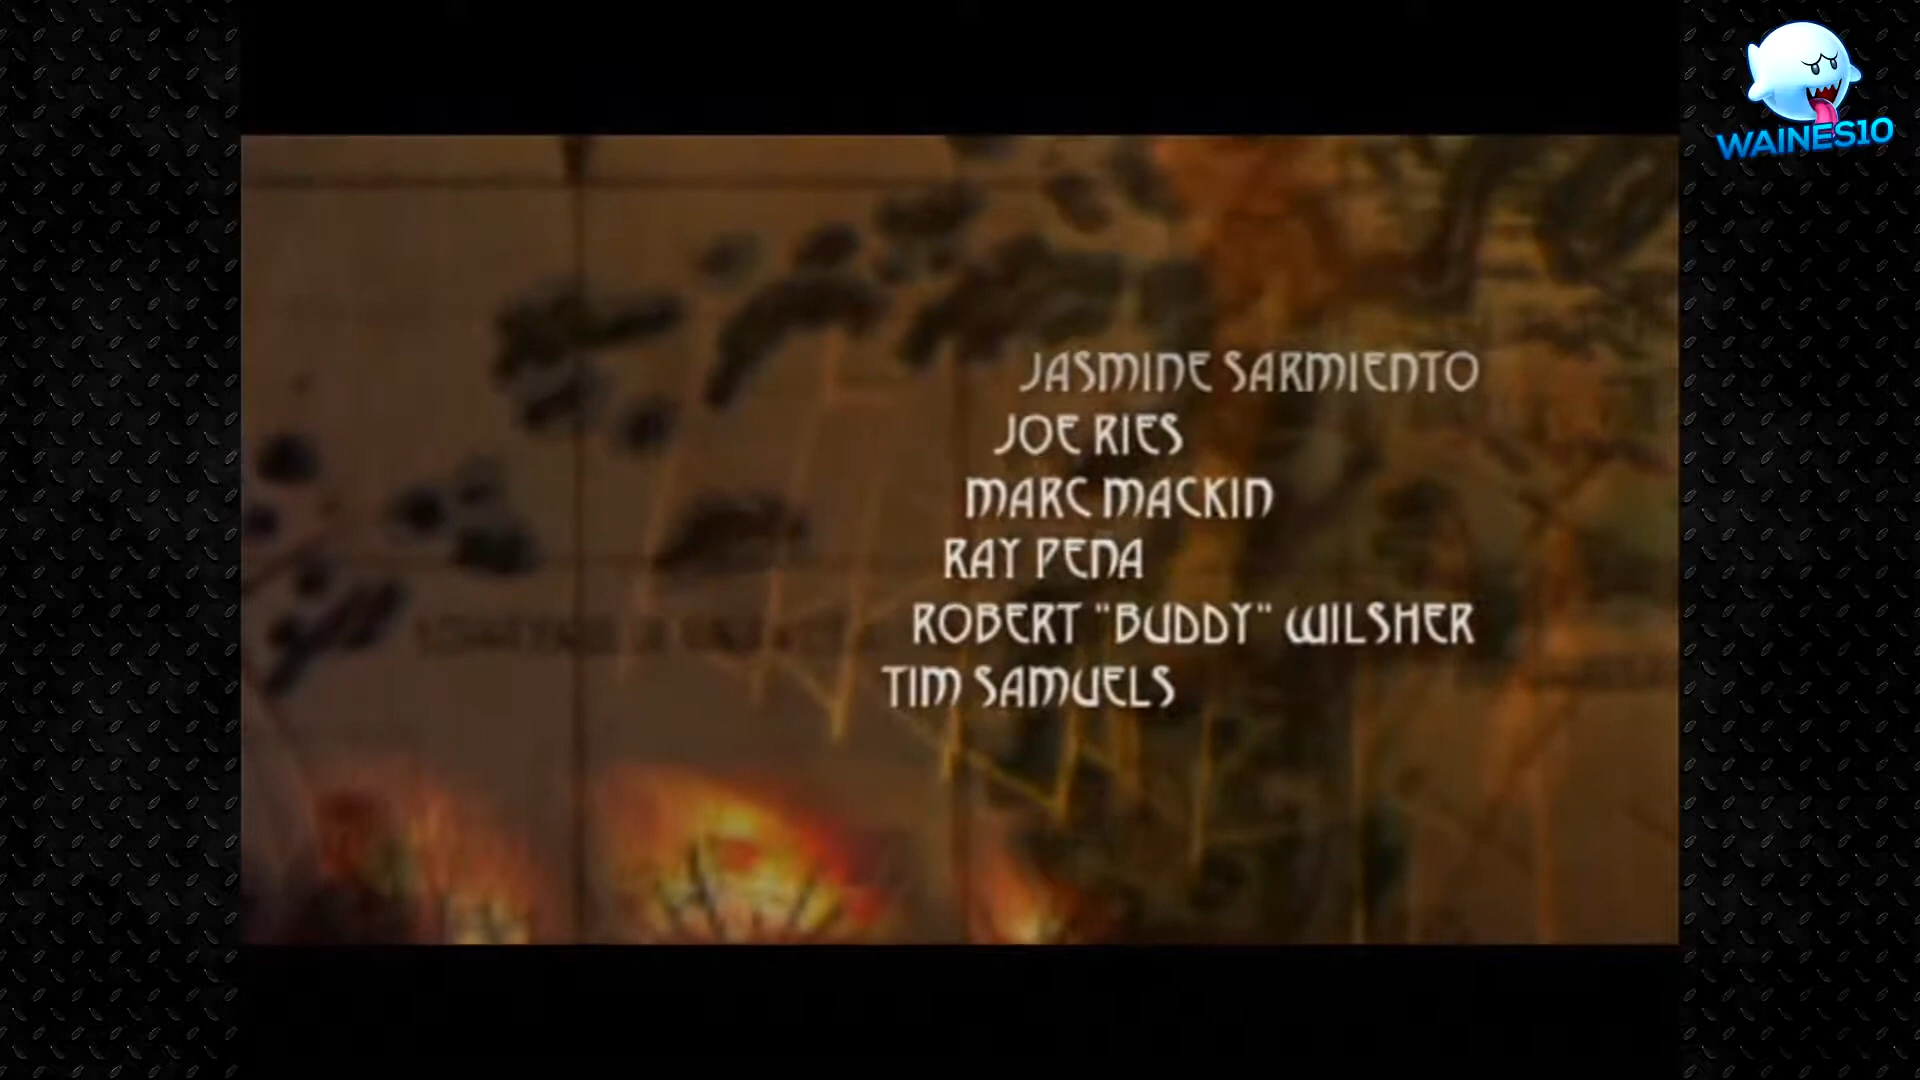 WAINES10
JASMINE SARMIENTO
JOE RIES
MARC MACKIN
RAY PENA
ROBERT "BUDDY" WILSHER
TIM SAMUELS